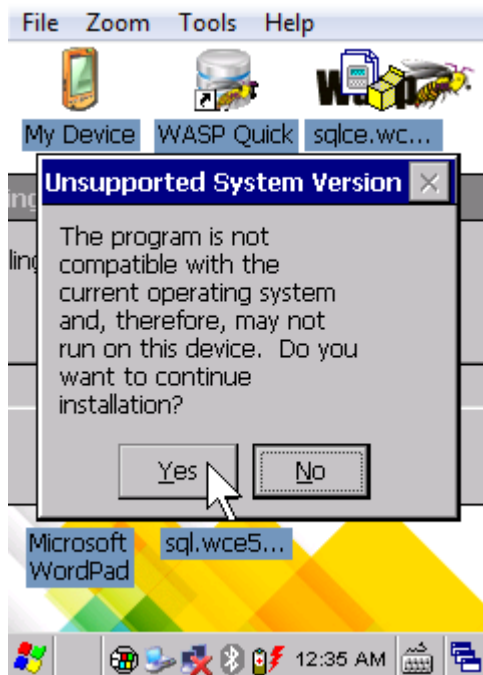 File Zoom Tools Help
My Device WASP Quick sqlce.wc...
Unsupported System Version
The program is not
compatible with the
current operating system
and, therefore, may not
run on this device. Do you
want to continue
installation?
Yes No
Microsoft sql.wce5...
WordPad
12:35 AM